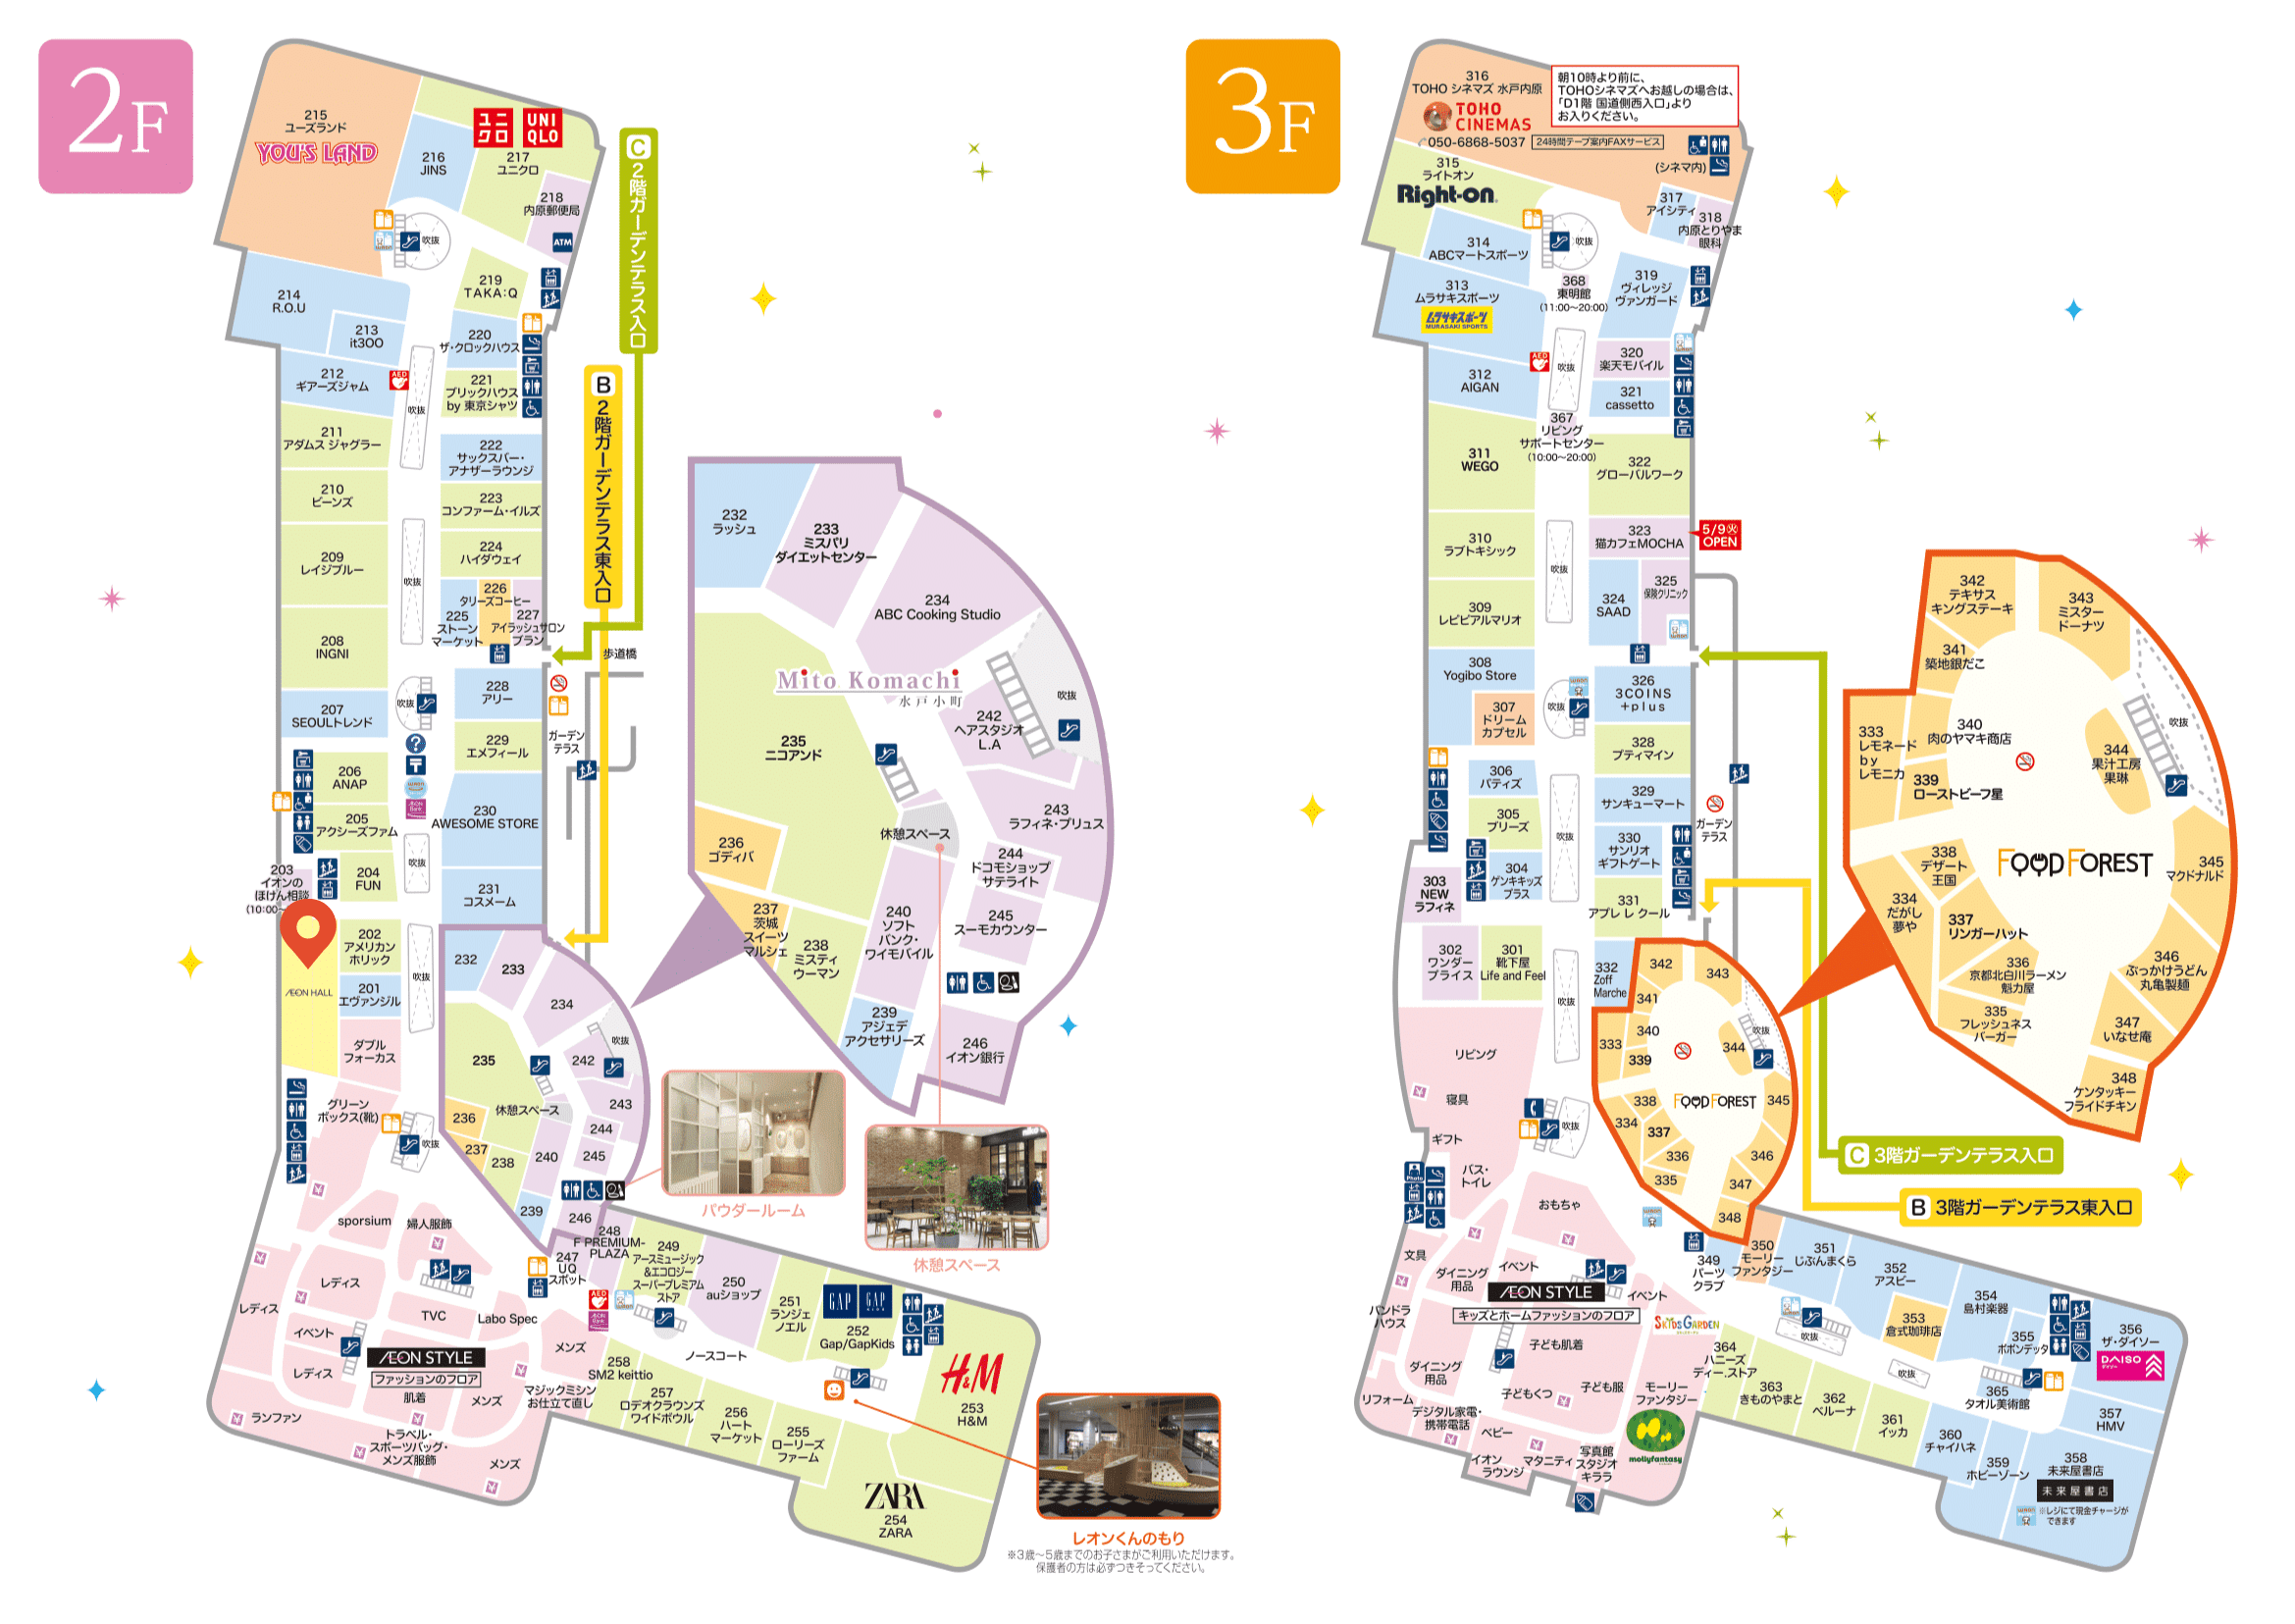 2F
215
ユーズランド
YOU'S LAND
216
JINS
ユニクロ
UNIQLO
217
ユニクロ
218
内原郵便局
ATM
吹抜
219
TAKA:Q
214
R.O.U
213
it300
220
ザ・クロックハウス
212
ギアーズジャム
AED
221
ブリックハウス
by 東京シャツ
吹抜
211
アダムス ジャグラー
222
サックスバー・
アナザーラウンジ
210
ビーンズ
223
コンファーム・イルズ
209
レイジブルー
224
ハイダウェイ
吹抜
226
タリーズコーヒー
225
ストーン
マーケット
227
アイラッシュサロン
ブラン
208
INGNI
歩道橋
228
アリー
207
SEOULトレンド
吹抜
229
エメフィール
ガーデン
テラス
206
ANAP
230
AWESOME STORE
205
アクシーズファム
吹抜
204
FUN
203
イオンの
ほけん相談
(10:00~
231
コスメーム
202
アメリカン
ホリック
吹抜
ÆON HALL
201
エヴァンジル
ダブル
フォーカス
グリーン
ボックス(靴)
吹抜
C 2階ガーデンテラス入口
B 2階ガーデンテラス東入口
232
233
234
吹抜
235
242
休憩スペース
243
236
244
237
238
240
245
239
246
232
ラッシュ
233
ミスパリ
ダイエットセンター
234
ABC Cooking Studio
Mito Komachi
水戸小町
吹抜
235
ニコアンド
242
ヘアスタジオ
L.A
243
ラフィネ・プリュス
休憩スペース
236
ゴディバ
244
ドコモショップ
サテライト
237
茨城
スイーツ
マルシェ
238
ミスティ
ウーマン
240
ソフト
バンク・
ワイモバイル
245
スーモカウンター
239
アジェデ
アクセサリーズ
246
イオン銀行
パウダールーム
休憩スペース
sporsium
婦人服飾
レディス
レディス
イベント
レディス
TVC
Labo Spec
ÆON STYLE
ファッションのフロア
肌着
メンズ
メンズ
マジックミシン
お仕立て直し
ランファン
トラベル・
スポーツバッグ・
メンズ服飾
メンズ
247
UQ
スポット
248
F PREMIUM-
PLAZA
249
アースミュージック
&エコロジー
スーパープレミアム
ストア
AED
250
auショップ
251
ランジェ
ノエル
GAP
GAP
252
Gap/GapKids
ノースコート
258
SM2 keittio
257
ロデオクラウンズ
ワイドボウル
256
ハート
マーケット
255
ローリーズ
ファーム
H&M
253
H&M
ZARA
254
ZARA
レオンくんのもり
※3歳~5歳までのお子さまがご利用いただけます。
保護者の方は必ずつきそってください。
3F
316
TOHO シネマズ 水戸内原
TOHO
CINEMAS
050-6868-5037
24時間テープ案内FAXサービス
朝10時より前に、
TOHOシネマズへお越しの場合は、
「D1階 国道側西入口」より
お入りください。
(シネマ内)
315
ライトオン
Right-on
317
アイシティ
318
内原とりやま
眼科
314
ABCマートスポーツ
吹抜
313
ムラサキスポーツ
ムラサキスポーツ
MURASAKI SPORTS
368
東明館
(11:00~20:00)
319
ヴィレッジ
ヴァンガード
AED
吹抜
320
楽天モバイル
312
AIGAN
321
cassetto
367
リビング
サポートセンター
(10:00~20:00)
311
WEGO
322
グローバルワーク
310
ラブトキシック
323
猫カフェMOCHA
5/9㊋
OPEN
吹抜
309
レピピアルマリオ
324
SAAD
325
保険クリニック
308
Yogibo Store
326
3COINS
+plus
307
ドリーム
カプセル
吹抜
328
プティマイン
306
パティズ
329
サンキューマート
305
ブリーズ
吹抜
330
サンリオ
ギフトゲート
ガーデン
テラス
304
ゲンキキッズ
プラス
303
NEW
ラフィネ
331
アプレ レ クール
302
ワンダー
プライス
301
靴下屋
Life and Feel
332
Zoff
Marche
吹抜
342
343
341
340
333
339
吹抜
344
338
FOOD FOREST
345
334
337
336
346
335
347
348
342
テキサス
キングステーキ
343
ミスター
ドーナツ
341
築地銀だこ
333
レモネード
by
レモニカ
340
肉のヤマキ商店
吹抜
344
果汁工房
果琳
339
ローストビーフ星
338
デザート
王国
FOOD FOREST
345
マクドナルド
334
だがし
夢や
337
リンガーハット
336
京都北白川ラーメン
魁力屋
346
ぶっかけうどん
丸亀製麺
335
フレッシュネス
バーガー
347
いなせ庵
348
ケンタッキー
フライドチキン
C 3階ガーデンテラス入口
B 3階ガーデンテラス東入口
リビング
寝具
ギフト
吹抜
Photo
バス・
トイレ
おもちゃ
文具
ダイニング
用品
イベント
ÆON STYLE
キッズとホームファッションのフロア
イベント
パンドラ
ハウス
SKIDS GARDEN
子ども肌着
ダイニング
用品
子どもくつ
子ども服
リフォーム
デジタル家電・
携帯電話
ベビー
モーリー
ファンタジー
mollyfantasy
イオン
ラウンジ
マタニティ
写真館
スタジオ
キララ
349
パーツ
クラブ
350
モーリー
ファンタジー
351
じぶんまくら
352
アスビー
353
倉式珈琲店
354
島村楽器
355
ポポンデッタ
356
ザ・ダイソー
DAISO
吹抜
吹抜
364
ハニーズ
ディー.ストア
363
きものやまと
362
ベルーナ
361
イッカ
365
タオル美術館
357
HMV
360
チャイハネ
359
ホビーゾーン
358
未来屋書店
未来屋書店
※レジにて現金チャージが
できます